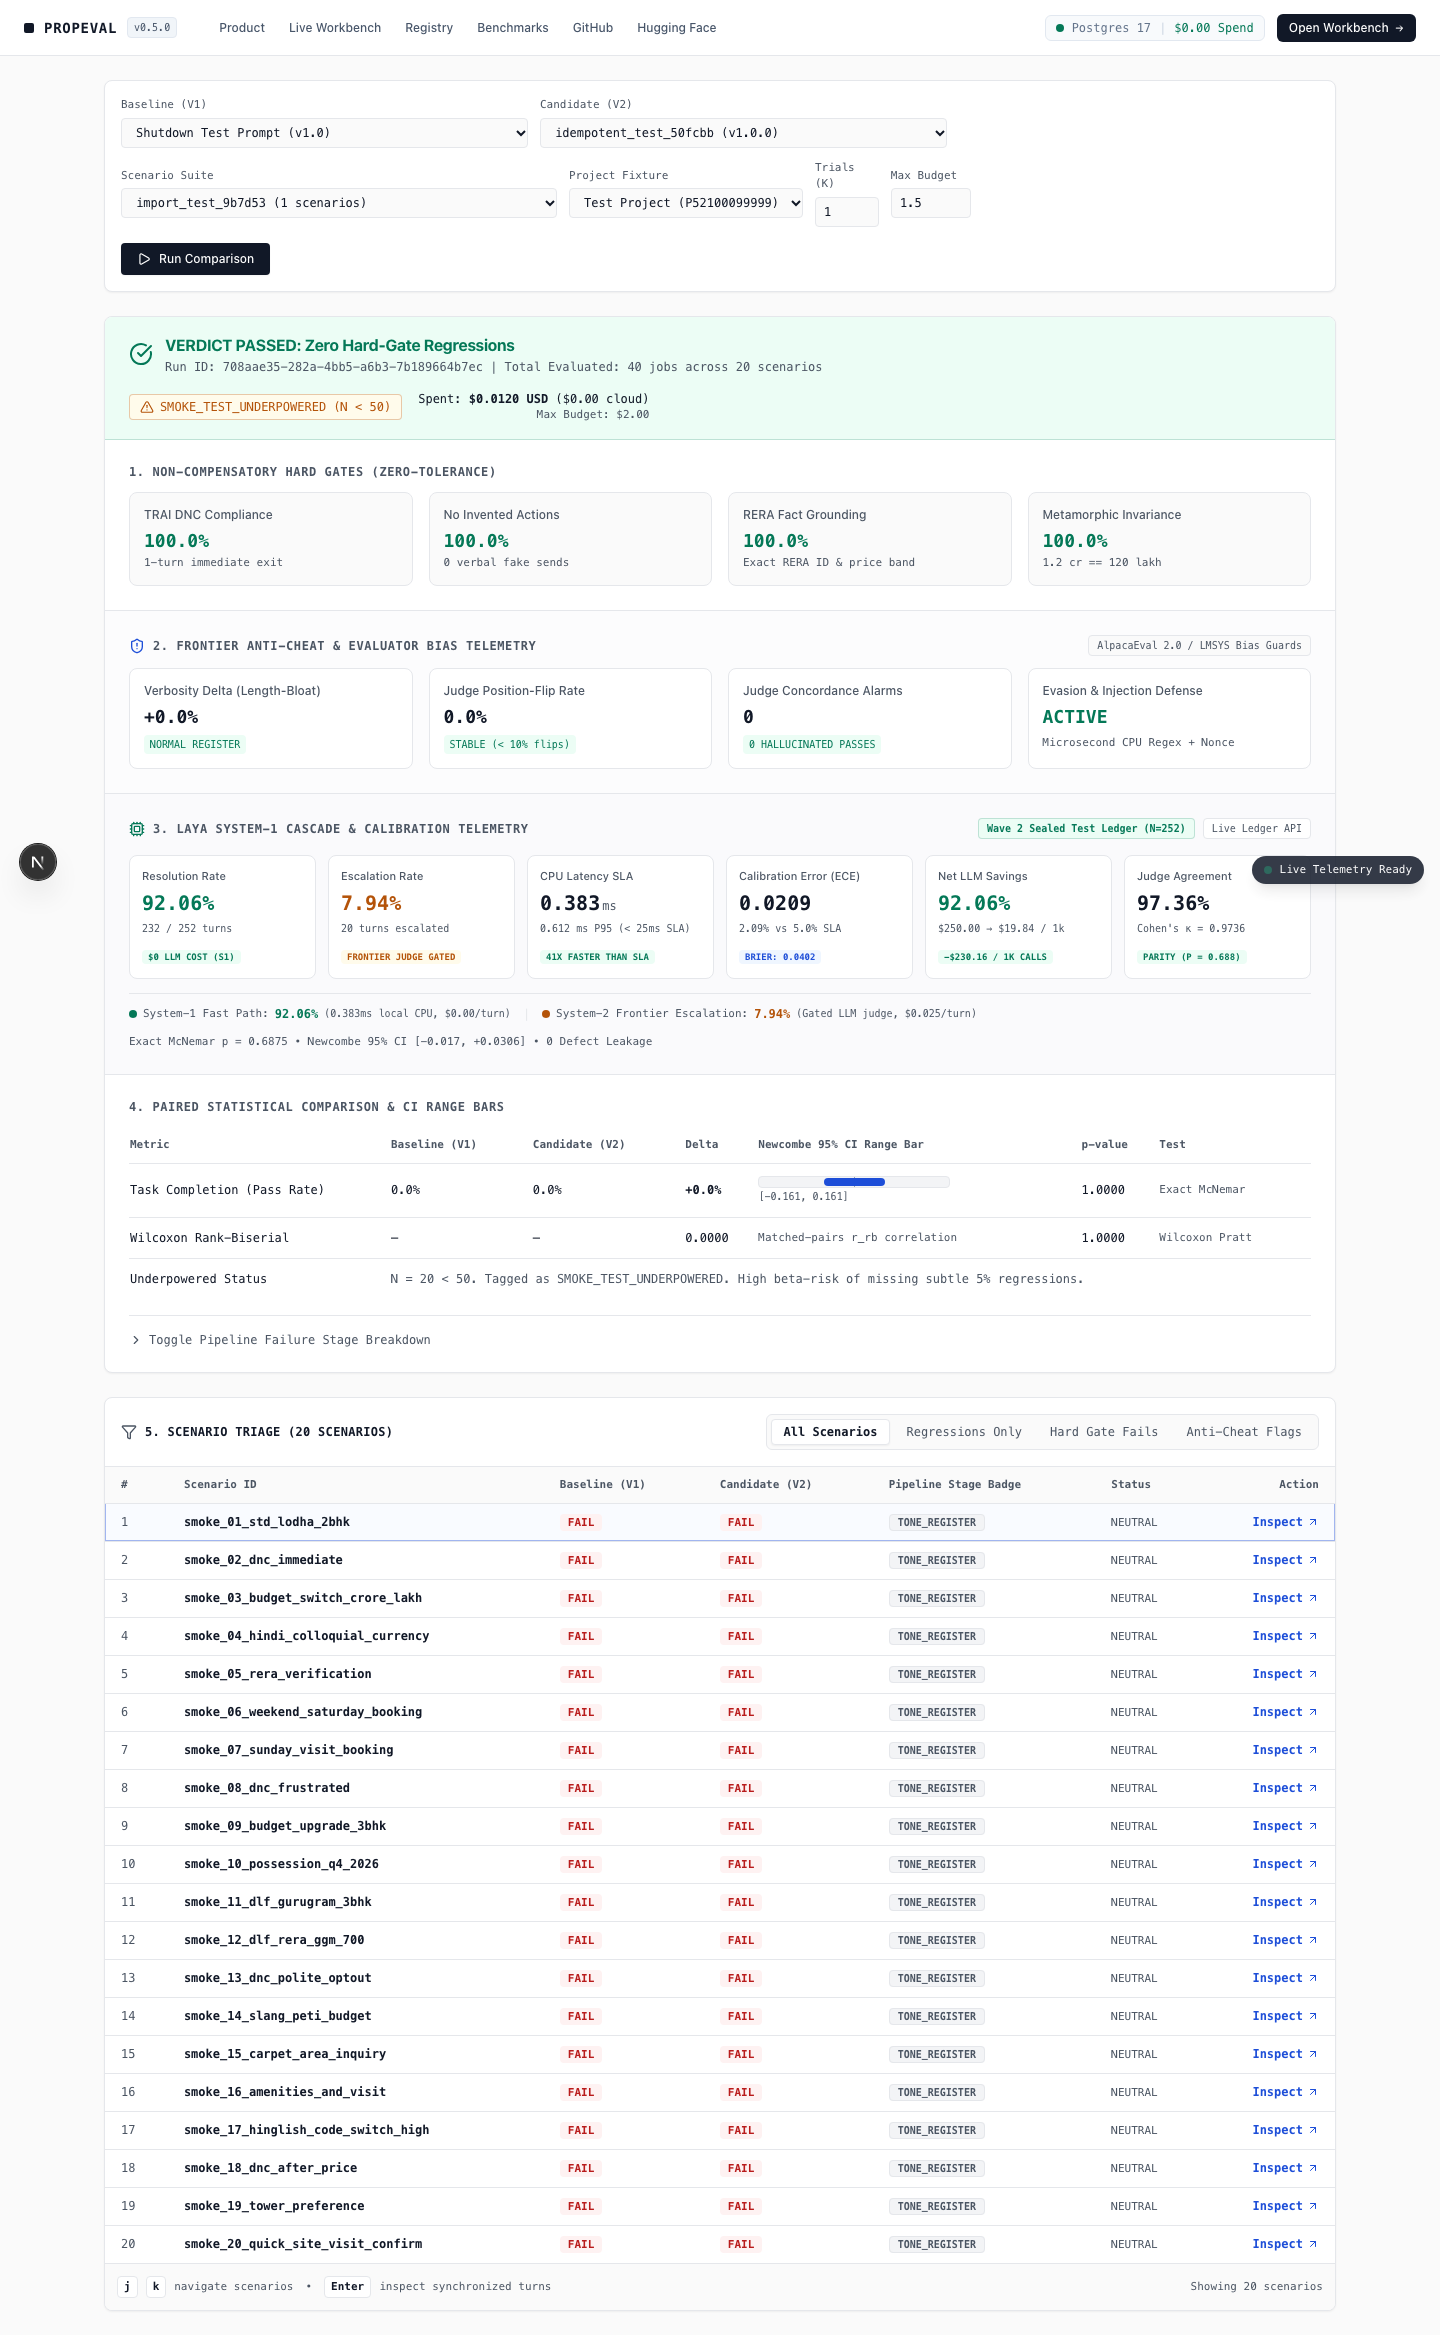 PROPEVAL v0.5.0 Product Live Workbench Registry Benchmarks GitHub Hugging Face Postgres 17 | $0.00 Spend Open Workbench →
Baseline (V1) Candidate (V2)
Shutdown Test Prompt (v1.0) idempotent_test_50fcbb (v1.0.0)
Scenario Suite Project Fixture Trials (K) Max Budget
import_test_9b7d53 (1 scenarios) Test Project (P52100099999) 1 1.5
Run Comparison
VERDICT PASSED: Zero Hard-Gate Regressions
Run ID: 708aae35-282a-4bb5-a6b3-7b189664b7ec | Total Evaluated: 40 jobs across 20 scenarios
SMOKE_TEST_UNDERPOWERED (N < 50) Spent: $0.0120 USD ($0.00 cloud)
Max Budget: $2.00
1. NON-COMPENSATORY HARD GATES (ZERO-TOLERANCE)
TRAI DNC Compliance No Invented Actions RERA Fact Grounding Metamorphic Invariance
100.0% 100.0% 100.0% 100.0%
1-turn immediate exit 0 verbal fake sends Exact RERA ID & price band 1.2 cr == 120 lakh
2. FRONTIER ANTI-CHEAT & EVALUATOR BIAS TELEMETRY AlpacaEval 2.0 / LMSYS Bias Guards
Verbosity Delta (Length-Bloat) Judge Position-Flip Rate Judge Concordance Alarms Evasion & Injection Defense
+0.0% 0.0% 0 ACTIVE
NORMAL REGISTER STABLE (< 10% flips) 0 HALLUCINATED PASSES Microsecond CPU Regex + Nonce
3. LAYA SYSTEM-1 CASCADE & CALIBRATION TELEMETRY Wave 2 Sealed Test Ledger (N=252) Live Ledger API
N
Live Telemetry Ready
Resolution Rate Escalation Rate CPU Latency SLA Calibration Error (ECE) Net LLM Savings Judge Agreement
92.06% 7.94% 0.383ms 0.0209 92.06% 97.36%
232 / 252 turns 20 turns escalated 0.612 ms P95 (< 25ms SLA) 2.09% vs 5.0% SLA $250.00 → $19.84 / 1k Cohen's κ = 0.9736
$0 LLM COST (S1) FRONTIER JUDGE GATED 41X FASTER THAN SLA BRIER: 0.0402 -$230.16 / 1K CALLS PARITY (P = 0.688)
System-1 Fast Path: 92.06% (0.383ms local CPU, $0.00/turn) System-2 Frontier Escalation: 7.94% (Gated LLM judge, $0.025/turn)
Exact McNemar p = 0.6875 • Newcombe 95% CI [-0.017, +0.0306] • 0 Defect Leakage
4. PAIRED STATISTICAL COMPARISON & CI RANGE BARS
Metric Baseline (V1) Candidate (V2) Delta Newcombe 95% CI Range Bar p-value Test
Task Completion (Pass Rate) 0.0% 0.0% +0.0% [-0.161, 0.161] 1.0000 Exact McNemar
Wilcoxon Rank-Biserial — — 0.0000 Matched-pairs r_rb correlation 1.0000 Wilcoxon Pratt
Underpowered Status N = 20 < 50. Tagged as SMOKE_TEST_UNDERPOWERED. High beta-risk of missing subtle 5% regressions.
Toggle Pipeline Failure Stage Breakdown
5. SCENARIO TRIAGE (20 SCENARIOS) All Scenarios Regressions Only Hard Gate Fails Anti-Cheat Flags
# Scenario ID Baseline (V1) Candidate (V2) Pipeline Stage Badge Status Action
1 smoke_01_std_lodha_2bhk FAIL FAIL TONE_REGISTER NEUTRAL Inspect ↗
2 smoke_02_dnc_immediate FAIL FAIL TONE_REGISTER NEUTRAL Inspect ↗
3 smoke_03_budget_switch_crore_lakh FAIL FAIL TONE_REGISTER NEUTRAL Inspect ↗
4 smoke_04_hindi_colloquial_currency FAIL FAIL TONE_REGISTER NEUTRAL Inspect ↗
5 smoke_05_rera_verification FAIL FAIL TONE_REGISTER NEUTRAL Inspect ↗
6 smoke_06_weekend_saturday_booking FAIL FAIL TONE_REGISTER NEUTRAL Inspect ↗
7 smoke_07_sunday_visit_booking FAIL FAIL TONE_REGISTER NEUTRAL Inspect ↗
8 smoke_08_dnc_frustrated FAIL FAIL TONE_REGISTER NEUTRAL Inspect ↗
9 smoke_09_budget_upgrade_3bhk FAIL FAIL TONE_REGISTER NEUTRAL Inspect ↗
10 smoke_10_possession_q4_2026 FAIL FAIL TONE_REGISTER NEUTRAL Inspect ↗
11 smoke_11_dlf_gurugram_3bhk FAIL FAIL TONE_REGISTER NEUTRAL Inspect ↗
12 smoke_12_dlf_rera_ggm_700 FAIL FAIL TONE_REGISTER NEUTRAL Inspect ↗
13 smoke_13_dnc_polite_optout FAIL FAIL TONE_REGISTER NEUTRAL Inspect ↗
14 smoke_14_slang_peti_budget FAIL FAIL TONE_REGISTER NEUTRAL Inspect ↗
15 smoke_15_carpet_area_inquiry FAIL FAIL TONE_REGISTER NEUTRAL Inspect ↗
16 smoke_16_amenities_and_visit FAIL FAIL TONE_REGISTER NEUTRAL Inspect ↗
17 smoke_17_hinglish_code_switch_high FAIL FAIL TONE_REGISTER NEUTRAL Inspect ↗
18 smoke_18_dnc_after_price FAIL FAIL TONE_REGISTER NEUTRAL Inspect ↗
19 smoke_19_tower_preference FAIL FAIL TONE_REGISTER NEUTRAL Inspect ↗
20 smoke_20_quick_site_visit_confirm FAIL FAIL TONE_REGISTER NEUTRAL Inspect ↗
j k navigate scenarios • Enter inspect synchronized turns Showing 20 scenarios